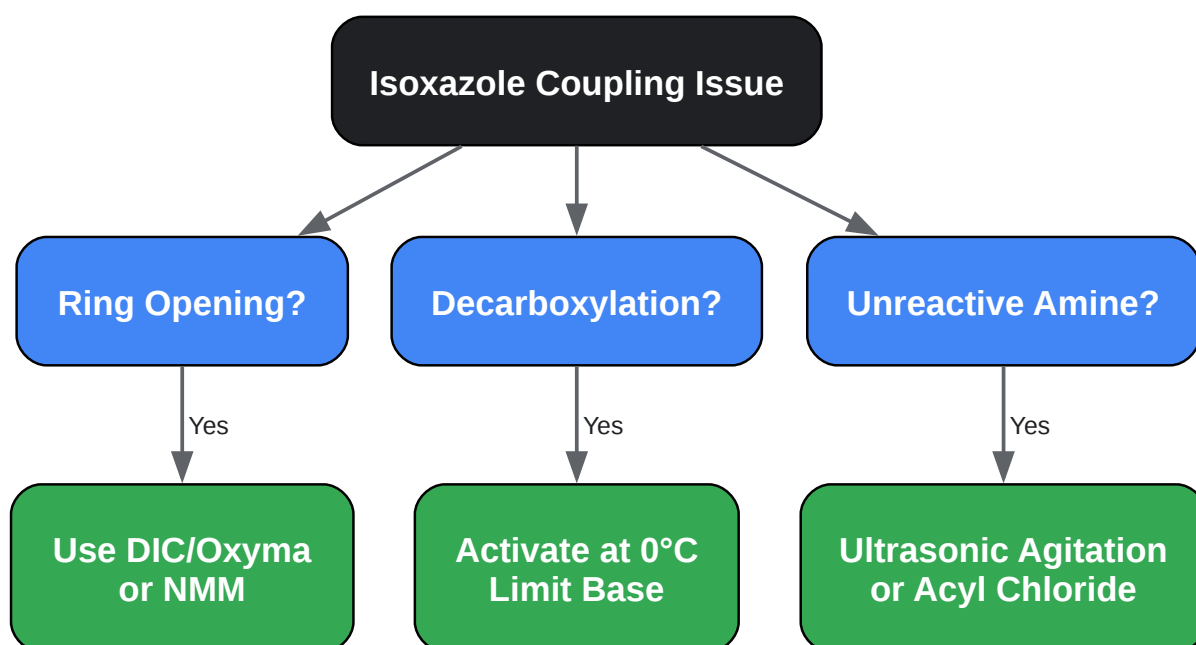 Isoxazole Coupling Issue
Ring Opening?
Decarboxylation?
Unreactive Amine?
Yes
Yes
Yes
Use DIC/Oxyma
or NMM
Activate at 0°C
Limit Base
Ultrasonic Agitation
or Acyl Chloride